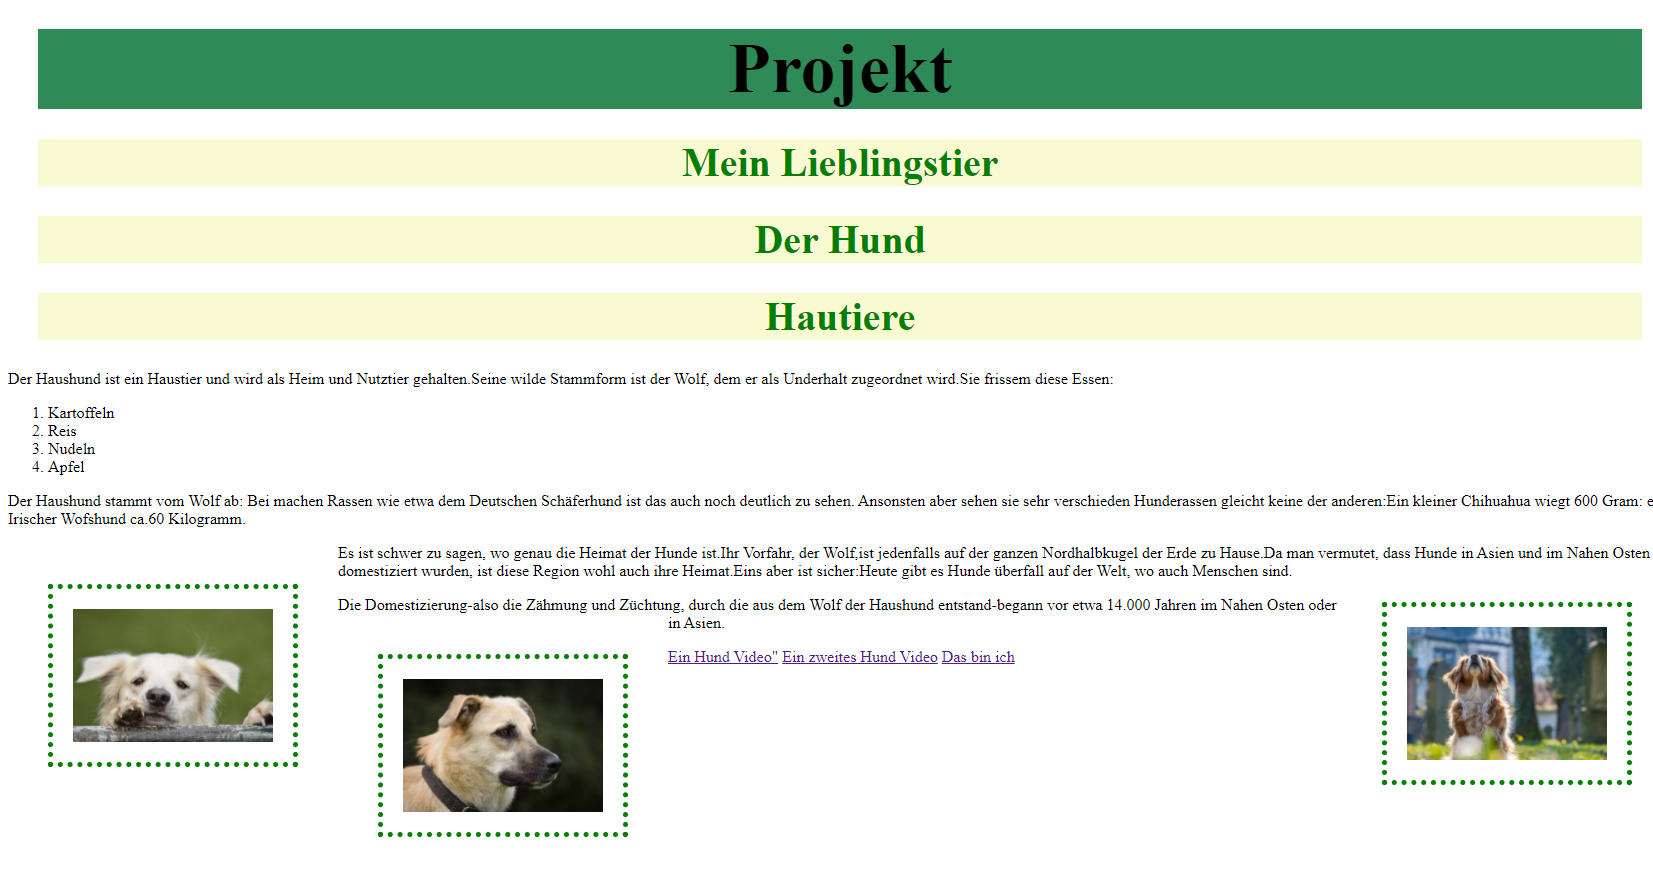 Projekt
Mein Lieblingstier
Der Hund
Hautiere
Der Haushund ist ein Haustier und wird als Heim und Nutztier gehalten.Seine wilde Stammform ist der Wolf, dem er als Underhalt zugeordnet wird.Sie frissem diese Essen:
1. Kartoffeln
2. Reis
3. Nudeln
4. Apfel
Der Haushund stammt vom Wolf ab: Bei machen Rassen wie etwa dem Deutschen Schäferhund ist das auch noch deutlich zu sehen. Ansonsten aber sehen sie sehr verschieden Hunderassen gleicht keine der anderen:Ein kleiner Chihuahua wiegt 600 Gram:
Irischer Wofshund ca.60 Kilogramm.
Es ist schwer zu sagen, wo genau die Heimat der Hunde ist.Ihr Vorfahr, der Wolf,ist jedenfalls auf der ganzen Nordhalbkugel der Erde zu Hause.Da man vermutet, dass Hunde in Asien und im Nahen Osten
domestiziert wurden, ist diese Region wohl auch ihre Heimat.Eins aber ist sicher:Heute gibt es Hunde überfall auf der Welt, wo auch Menschen sind.
Die Domestizierung-also die Zähmung und Züchtung, durch die aus dem Wolf der Haushund entstand-begann vor etwa 14.000 Jahren im Nahen Osten oder
in Asien.
Ein Hund Video" Ein zweites Hund Video Das bin ich